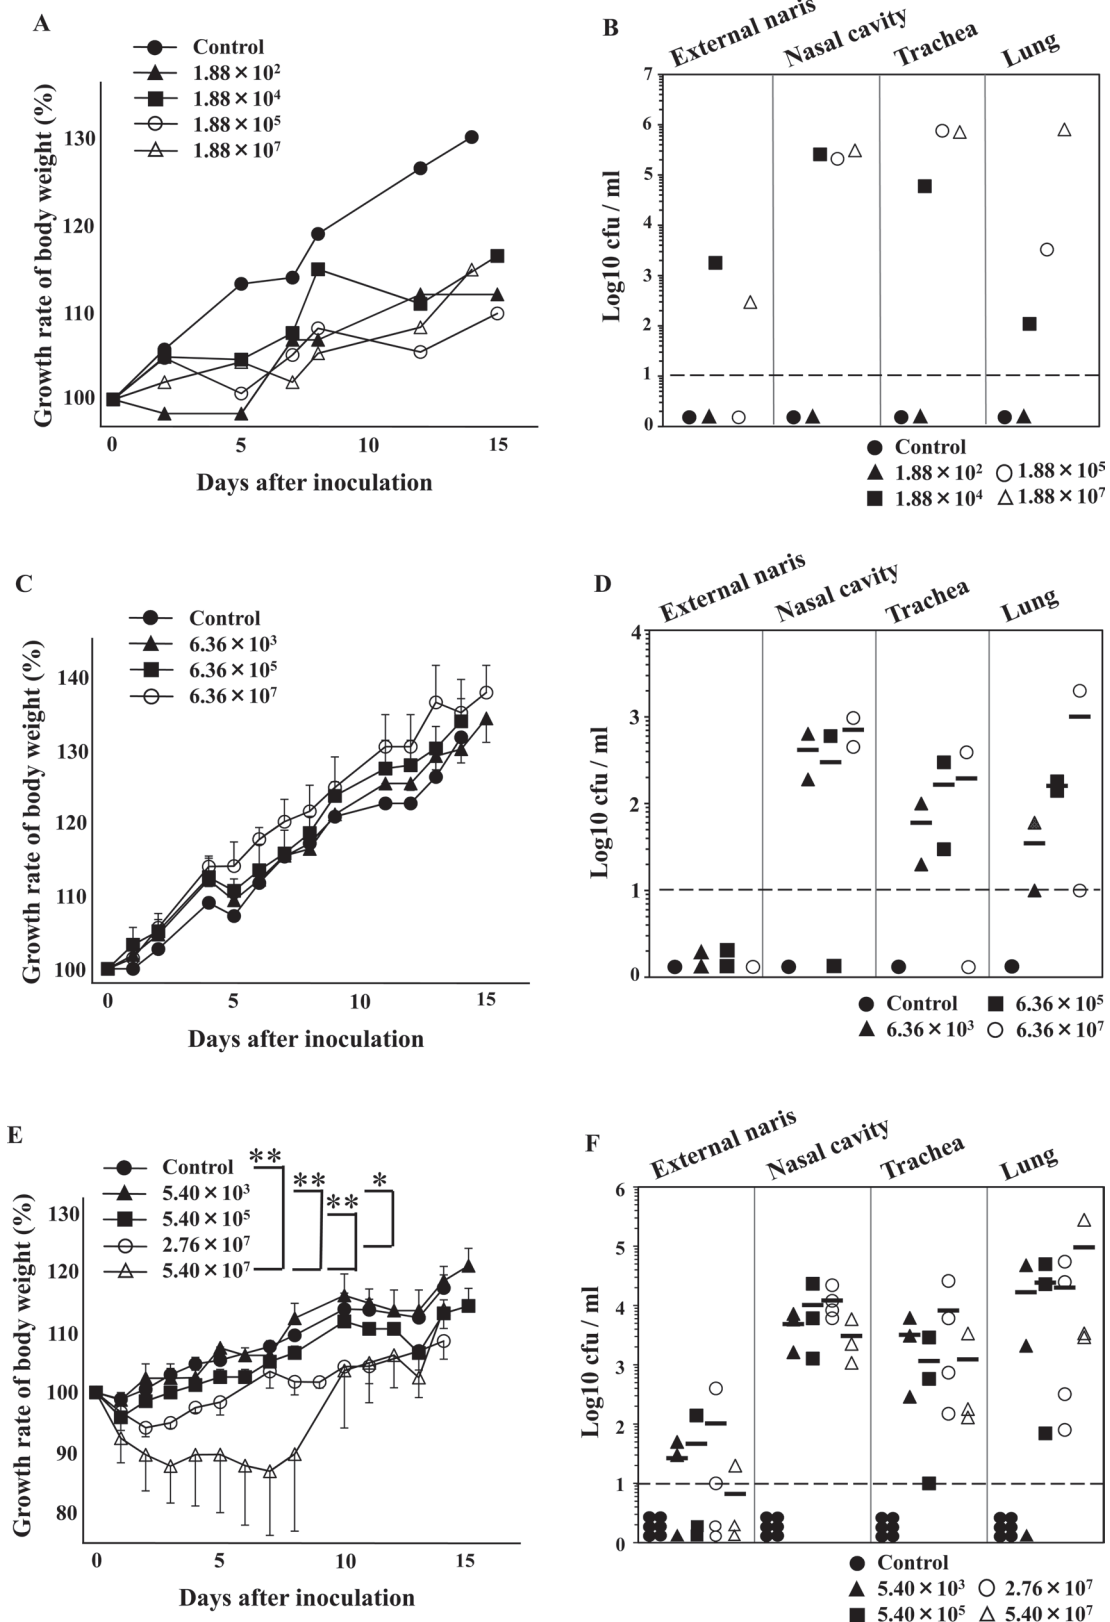 A
Control
1.88×10²
1.88×10⁴
1.88×10⁵
1.88×10⁷
Growth rate of body weight (%)
130
120
110
100
0 5 10 15
Days after inoculation
B
External naris Nasal cavity Trachea Lung
Log10 cfu / ml
7
6
5
4
3
2
1
0
Control
1.88×10² 1.88×10⁵
1.88×10⁴ 1.88×10⁷
C
Control
6.36×10³
6.36×10⁵
6.36×10⁷
Growth rate of body weight (%)
140
130
120
110
100
0 5 10 15
Days after inoculation
D
External naris Nasal cavity Trachea Lung
Log10 cfu / ml
4
3
2
1
0
Control 6.36×10⁵
6.36×10³ 6.36×10⁷
E
Control
5.40×10³
5.40×10⁵
2.76×10⁷
5.40×10⁷
** ** ** *
Growth rate of body weight (%)
130
120
110
100
90
80
0 5 10 15
Days after inoculation
F
External naris Nasal cavity Trachea Lung
Log10 cfu / ml
6
5
4
3
2
1
0
Control
5.40×10³ 2.76×10⁷
5.40×10⁵ 5.40×10⁷